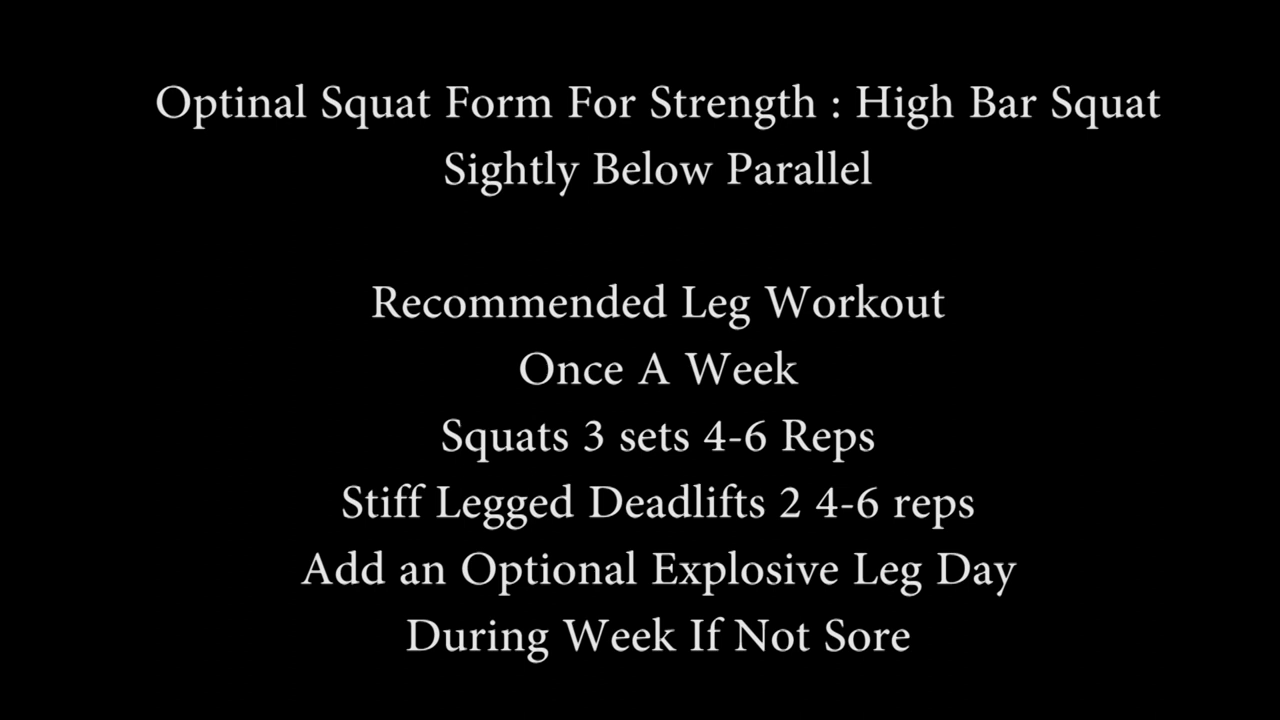 Optinal Squat Form For Strength : High Bar Squat
Sightly Below Parallel
Recommended Leg Workout
Once A Week
Squats 3 sets 4-6 Reps
Stiff Legged Deadlifts 2 4-6 reps
Add an Optional Explosive Leg Day
During Week If Not Sore